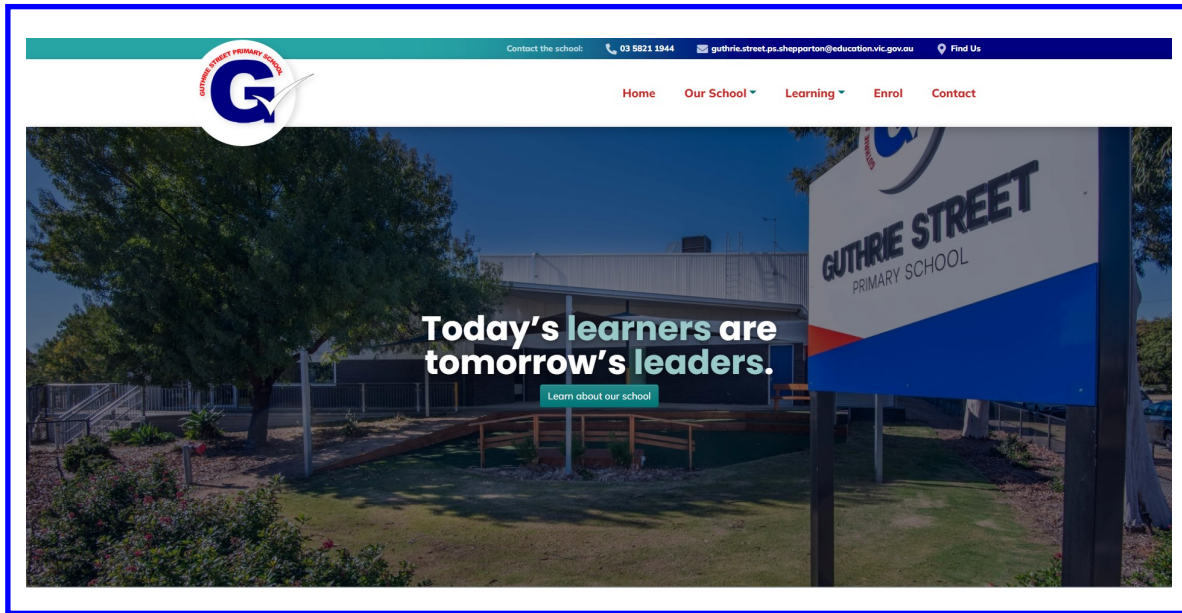 GUTHRIE STREET PRIMARY SCHOOL
G
Contact the school: 03 5821 1944 guthrie.street.ps.shepparton@education.vic.gov.au Find Us
Home Our School Learning Enrol Contact
GUTHRIE
GUTHRIE STREET
PRIMARY SCHOOL
Today's learners are
tomorrow's leaders.
Learn about our school